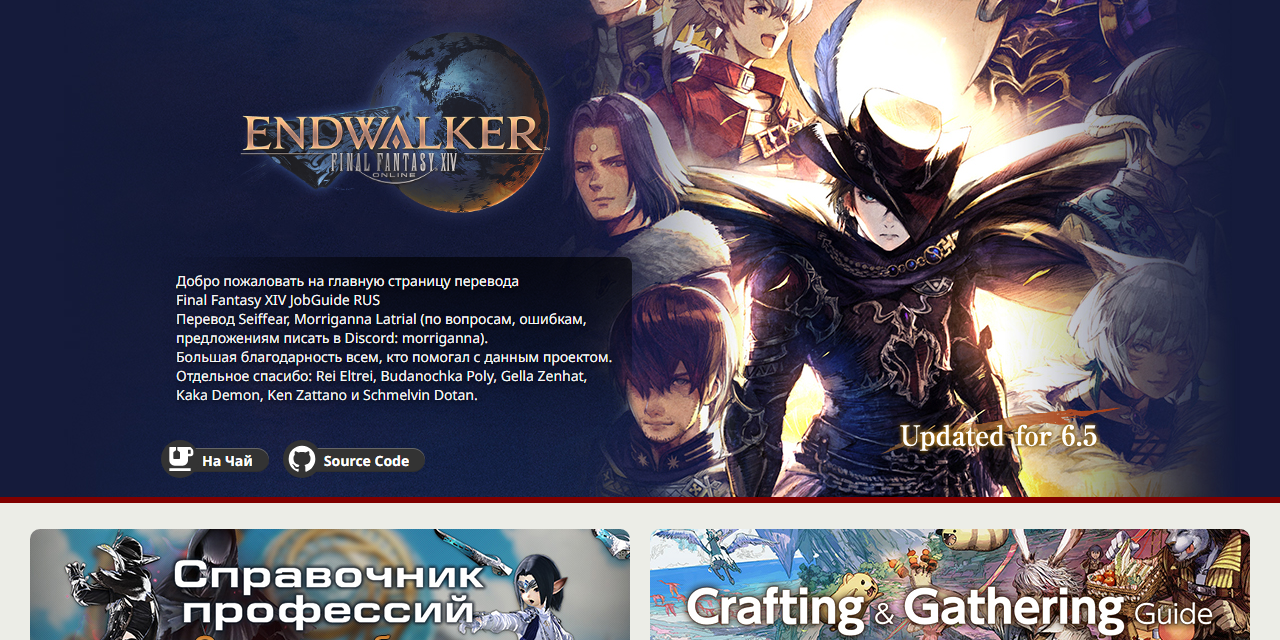 ENDWALKER
FINAL FANTASY XIV
ONLINE
Добро пожаловать на главную страницу перевода
Final Fantasy XIV JobGuide RUS
Перевод Seiffear, Morriganna Latrial (по вопросам, ошибкам,
предложениям писать в Discord: morriganna).
Большая благодарность всем, кто помогал с данным проектом.
Отдельное спасибо: Rei Eltrei, Budanochka Poly, Gella Zenhat,
Kaka Demon, Ken Zattano и Schmelvin Dotan.
Updated for 6.5
На Чай
Source Code
Справочник
профессий
Crafting & Gathering Guide